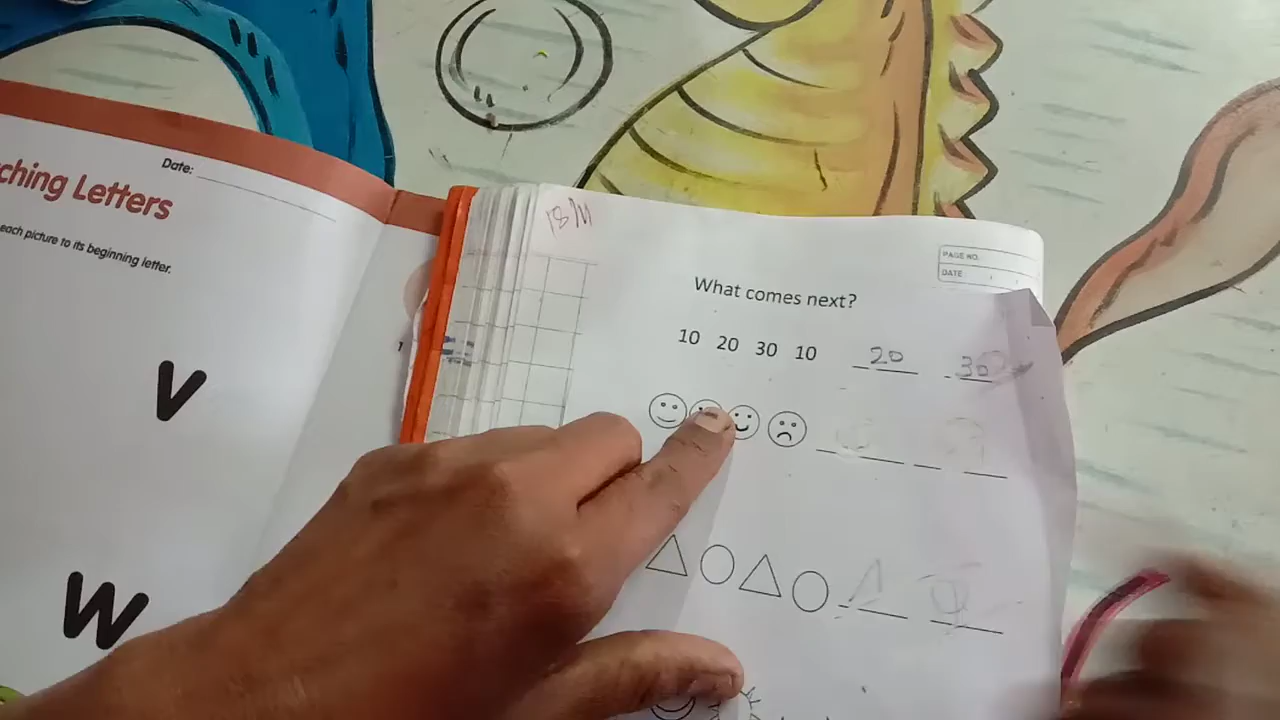 ching Letters
Date:
each picture to its beginning letter.
V
W
18M
PAGE NO.
DATE
What comes next?
10 20 30 10 20 30